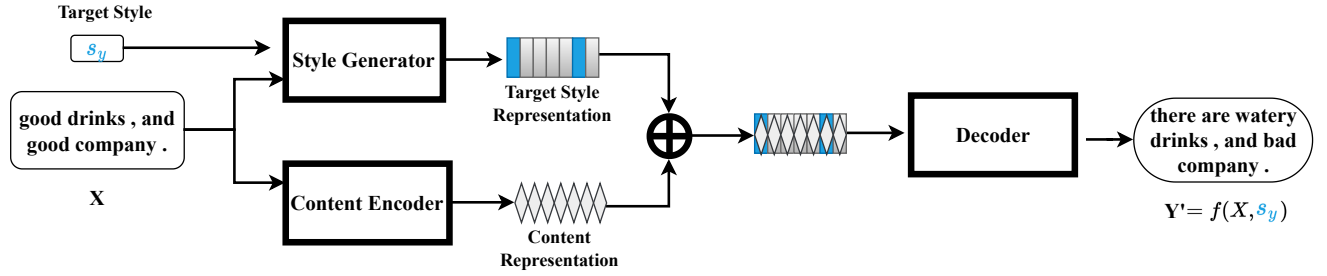 Target Style
s_y
Style Generator
good drinks , and
good company .
X
Target Style
Representation
Content Encoder
Content
Representation
Decoder
there are watery
drinks , and bad
company .
Y'= f(X,s_y)